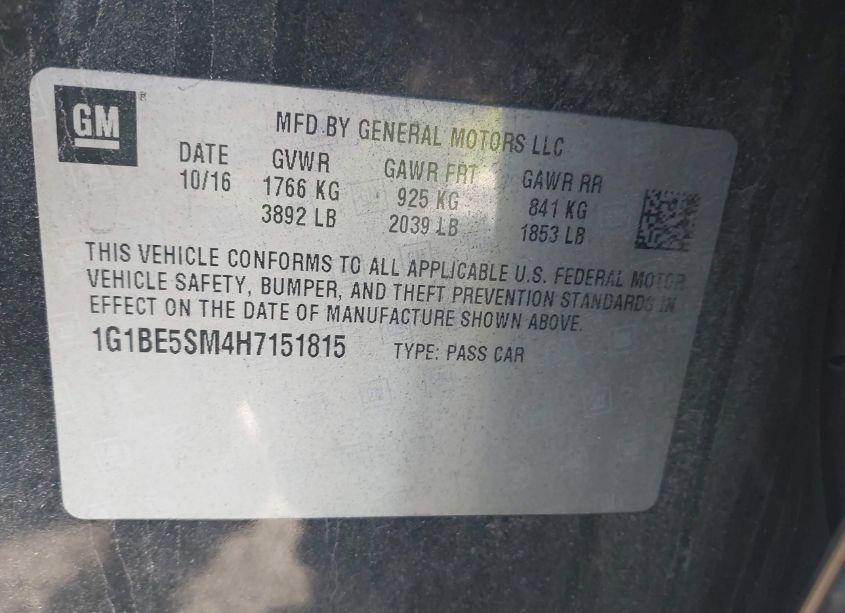 GM
MFD BY GENERAL MOTORS LLC
DATE GVWR GAWR FRT GAWR RR
10/16 1766 KG 925 KG 841 KG
3892 LB 2039 LB 1853 LB
THIS VEHICLE CONFORMS TO ALL APPLICABLE U.S. FEDERAL MOTOR
VEHICLE SAFETY, BUMPER, AND THEFT PREVENTION STANDARDS IN
EFFECT ON THE DATE OF MANUFACTURE SHOWN ABOVE.
1G1BE5SM4H7151815 TYPE: PASS CAR